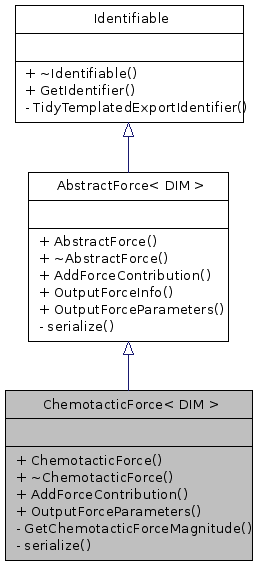 Identifiable
+ ~Identifiable()
+ GetIdentifier()
- TidyTemplatedExportIdentifier()
AbstractForce< DIM >
+ AbstractForce()
+ ~AbstractForce()
+ AddForceContribution()
+ OutputForceInfo()
+ OutputForceParameters()
- serialize()
ChemotacticForce< DIM >
+ ChemotacticForce()
+ ~ChemotacticForce()
+ AddForceContribution()
+ OutputForceParameters()
- GetChemotacticForceMagnitude()
- serialize()